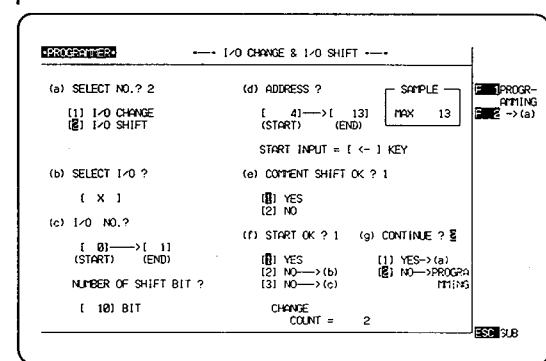 •PROGRAMMER•
•—• I/O CHANGE & I/O SHIFT •—•
(a) SELECT NO.? 2
[1] I/O CHANGE
[2] I/O SHIFT
(b) SELECT I/O ?
[ X ]
(c) I/O NO.?
[ 0]—>[ 1]
(START) (END)
NUMBER OF SHIFT BIT ?
[ 10] BIT
(d) ADDRESS ?
[ 4]—>[ 13]
(START) (END)
SAMPLE
MAX 13
START INPUT = [ <- ] KEY
(e) COMMENT SHIFT OK ? 1
[1] YES
[2] NO
(f) START OK ? 1
[1] YES
[2] NO—>(b)
[3] NO—>(c)
CHANGE
COUNT = 2
(g) CONTINUE ? 2
[1] YES->(a)
[2] NO—>PROGRA
MMING
F 1 PROGR-
AMMING
F 2 ->(a)
ESC SUB